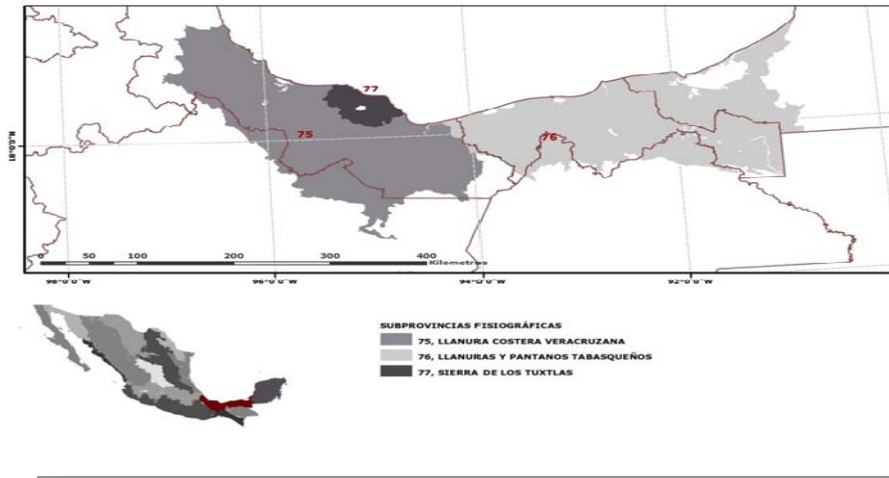 77
75
76
18°0'0"N
0 50 100 200 300 400
Kilometros
98°0'0"W 96°0'0"W 94°0'0"W 92°0'0"W
SUBPROVINCIAS FISIOGRÁFICAS
75, LLANURA COSTERA VERACRUZANA
76, LLANURAS Y PANTANOS TABASQUEÑOS
77, SIERRA DE LOS TUXTLAS